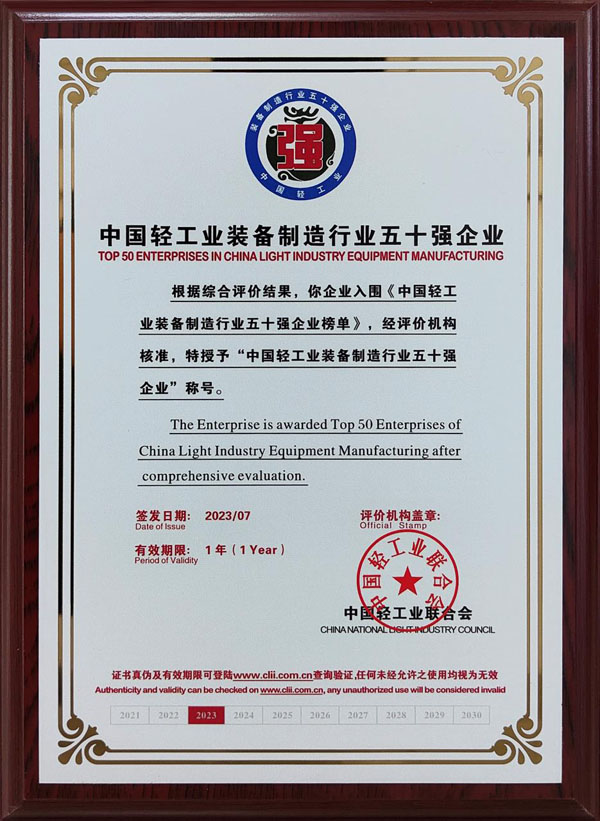 装备制造行业五十强企业
强
中国轻工业
中国轻工业装备制造行业五十强企业
TOP 50 ENTERPRISES IN CHINA LIGHT INDUSTRY EQUIPMENT MANUFACTURING
根据综合评价结果，你企业入围《中国轻工
业装备制造行业五十强企业榜单》，经评价机构
核准，特授予“中国轻工业装备制造行业五十强
企业”称号。
The Enterprise is awarded Top 50 Enterprises of
China Light Industry Equipment Manufacturing after
comprehensive evaluation.
签发日期：2023/07
Date of Issue
评价机构盖章：
Official Stamp
有效期限：1年（1 Year）
Period of Validity
中国轻工业联合会
中国轻工业联合会
CHINA NATIONAL LIGHT INDUSTRY COUNCIL
证书真伪及有效期限可登陆www.clii.com.cn查询验证,任何未经允许之使用均视为无效
Authenticity and validity can be checked on www.clii.com.cn, any unauthorized use will be considered invalid
2021 2022 2023 2024 2025 2026 2027 2028 2029 2030